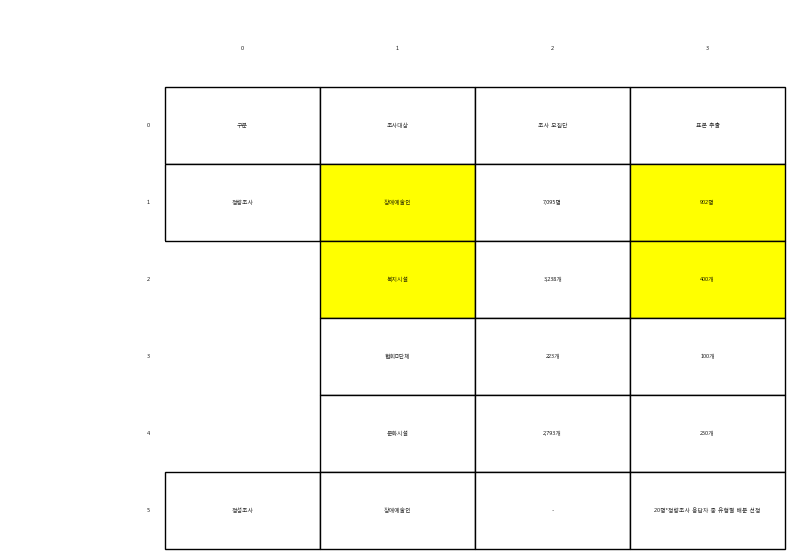 0 1 2 3
0 구분 조사대상 조사 모집단 표본 추출
1 정량조사 장애예술인 7,095명 902명
2 복지시설 5,238개 400개
3 협회□단체 223개 100개
4 문화시설 2,793개 250개
5 정성조사 장애예술인 - 20명*정량조사 응답자 중 유형별 배분 선정